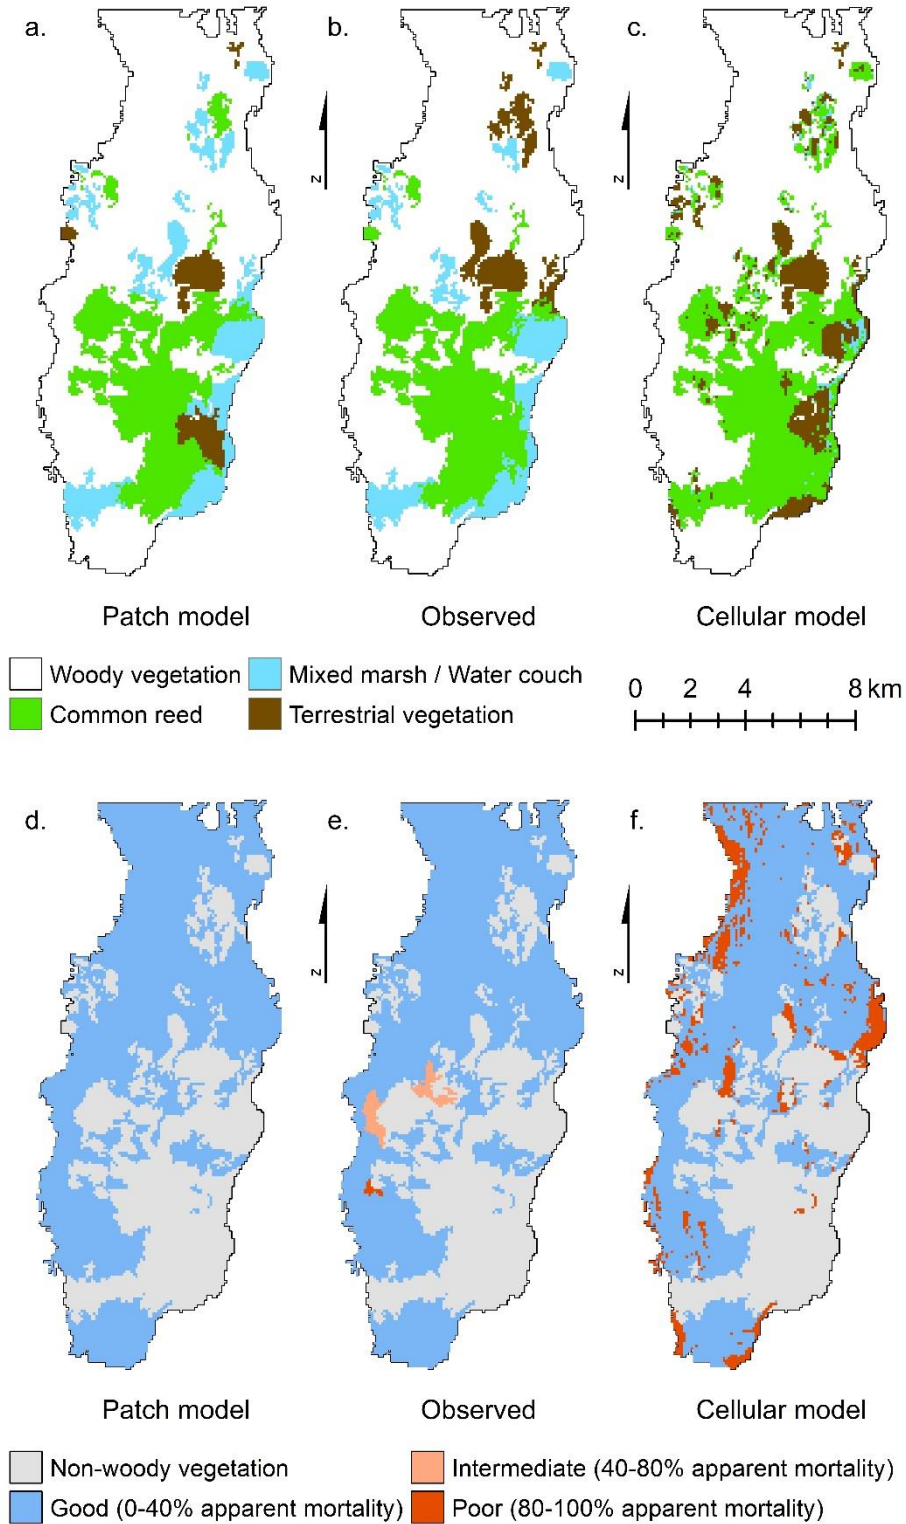 a. b. c.
z z z
Patch model Observed Cellular model
Woody vegetation Mixed marsh / Water couch
Common reed Terrestrial vegetation
0 2 4 8 km
d. e. f.
z z z
Patch model Observed Cellular model
Non-woody vegetation Intermediate (40-80% apparent mortality)
Good (0-40% apparent mortality) Poor (80-100% apparent mortality)